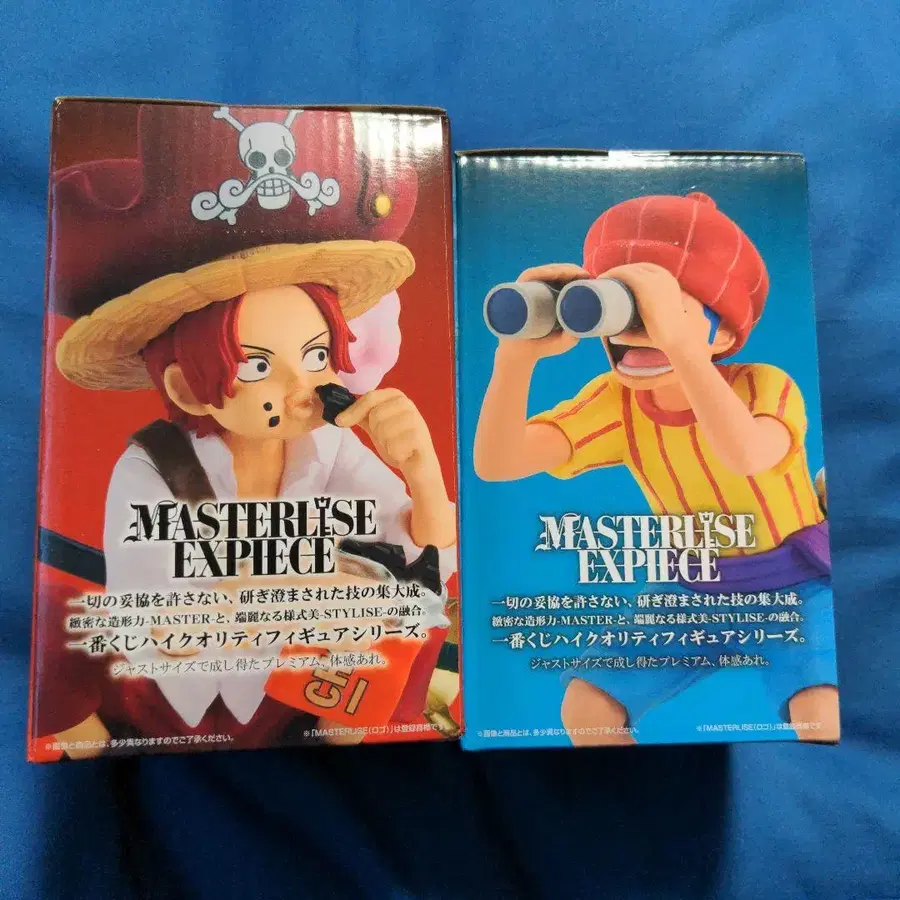 MASTERLISE
EXPIECE
一切の妥協を許さない、研ぎ澄まされた技の集大成。
緻密な造形力-MASTER-と、端麗なる様式美-STYLISE-の融合。
一番くじハイクオリティフィギュアシリーズ。
ジャストサイズで成し得たプレミアム、体感あれ。
※画像と商品とは、多少異なりますのでご了承ください。
※「MASTERLISE(ロゴ)」は登録商標です
MASTERLISE
EXPIECE
一切の妥協を許さない、研ぎ澄まされた技の集大成。
緻密な造形力-MASTER-と、端麗なる様式美-STYLISE-の融合。
一番くじハイクオリティフィギュアシリーズ。
ジャストサイズで成し得たプレミアム、体感あれ。
※画像と商品とは、多少異なりますのでご了承ください。
※「MASTERLISE(ロゴ)」は登録商標です